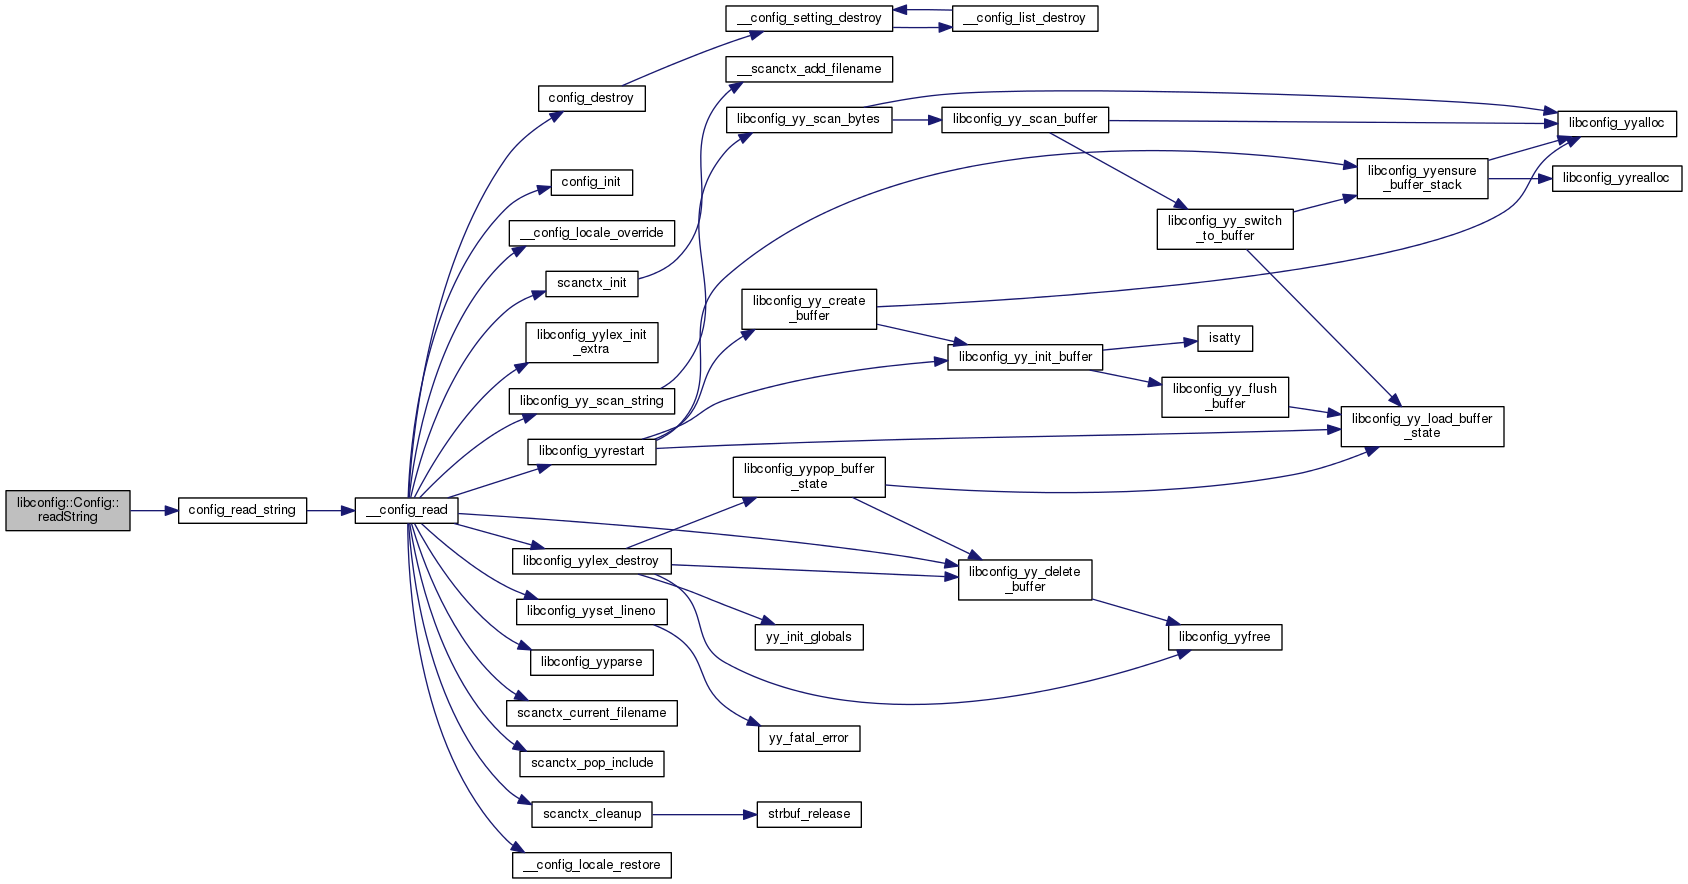 __config_setting_destroy
__config_list_destroy
__scanctx_add_filename
config_destroy
libconfig_yy_scan_bytes
libconfig_yy_scan_buffer
libconfig_yyalloc
config_init
libconfig_yyensure
_buffer_stack
libconfig_yyrealloc
__config_locale_override
libconfig_yy_switch
_to_buffer
scanctx_init
libconfig_yy_create
_buffer
libconfig_yylex_init
_extra
libconfig_yy_init_buffer
isatty
libconfig_yy_scan_string
libconfig_yy_flush
_buffer
libconfig_yy_load_buffer
_state
libconfig_yyrestart
libconfig_yypop_buffer
_state
libconfig::Config::
readString
config_read_string
__config_read
libconfig_yylex_destroy
libconfig_yy_delete
_buffer
libconfig_yyset_lineno
yy_init_globals
libconfig_yyfree
libconfig_yyparse
scanctx_current_filename
yy_fatal_error
scanctx_pop_include
scanctx_cleanup
strbuf_release
__config_locale_restore